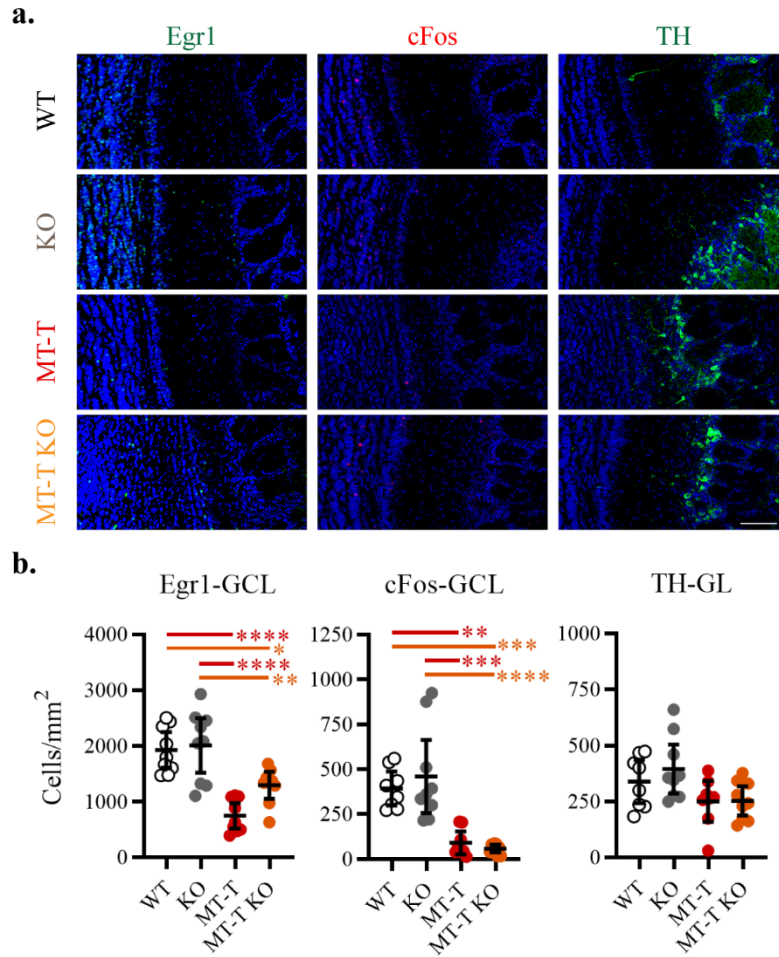 a.
Egr1 cFos TH
WT
KO
MT-T
MT-T KO
b.
Egr1-GCL cFos-GCL TH-GL
Cells/mm²
4000
3000
2000
1000
0
****
*
****
**
WT KO MT-T MT-T KO
1250
1000
750
500
250
0
**
***
***
****
WT KO MT-T MT-T KO
1000
750
500
250
0
WT KO MT-T MT-T KO